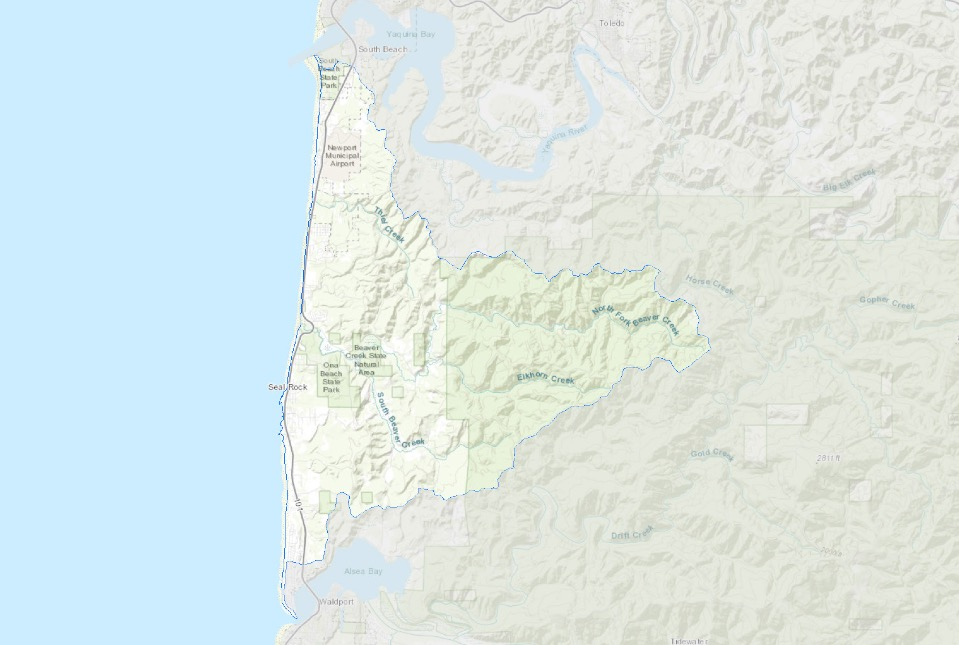 Toledo
Yaquina Bay
South Beach
South
Beach
State
Park
Yaquina River
Newport
Municipal
Airport
Big Elk Creek
Thiel Creek
Horse Creek
Gopher Creek
North Fork Beaver Creek
Beaver
Creek State
Natural
Area
Ona
Beach
State
Park
Elkhorn Creek
Seal Rock
South Beaver Creek
Gold Creek
2811 ft
101
Drift Creek
Alsea Bay
Waldport
Tidewater